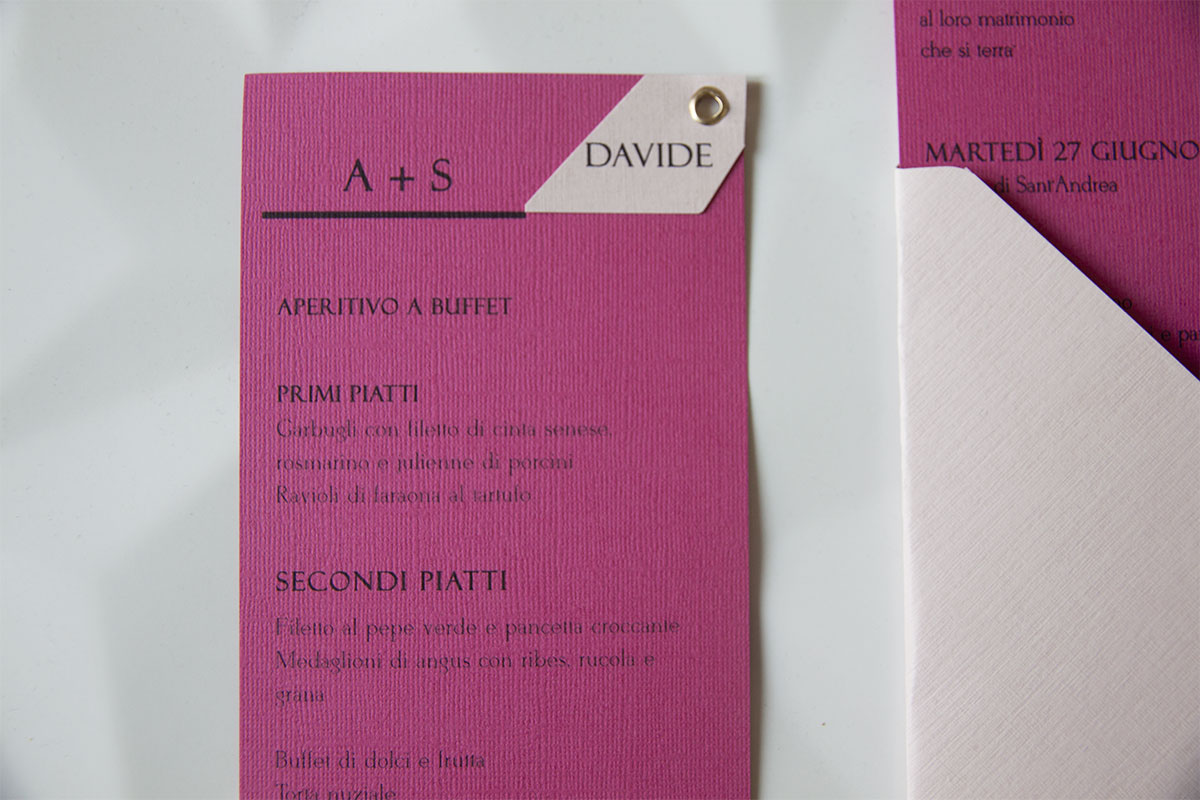 A + S
DAVIDE
APERITIVO A BUFFET
PRIMI PIATTI
Garbugli con filetto di cinta senese,
rosmarino e julienne di porcini
Ravioli di faraona al tartufo
SECONDI PIATTI
Filetto al pepe verde e pancetta croccante
Medaglioni di angus con ribes, rucola e
grana
Buffet di dolci e frutta
Torta nuziale
al loro matrimonio
che si terra'
MARTEDÌ 27 GIUGNO
di Sant'Andrea
e pa